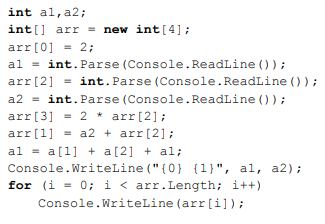 int a1,a2;
int[] arr = new int[4];
arr[0] = 2;
a1 = int.Parse(Console.ReadLine());
arr[2] = int.Parse(Console.ReadLine());
a2 = int.Parse(Console.ReadLine());
arr[3] = 2 * arr[2];
arr[1] = a2 + arr[2];
a1 = a[1] + a[2] + a1;
Console.WriteLine("{0} {1}", a1, a2);
for (i = 0; i < arr.Length; i++)
Console.WriteLine(arr[i]);